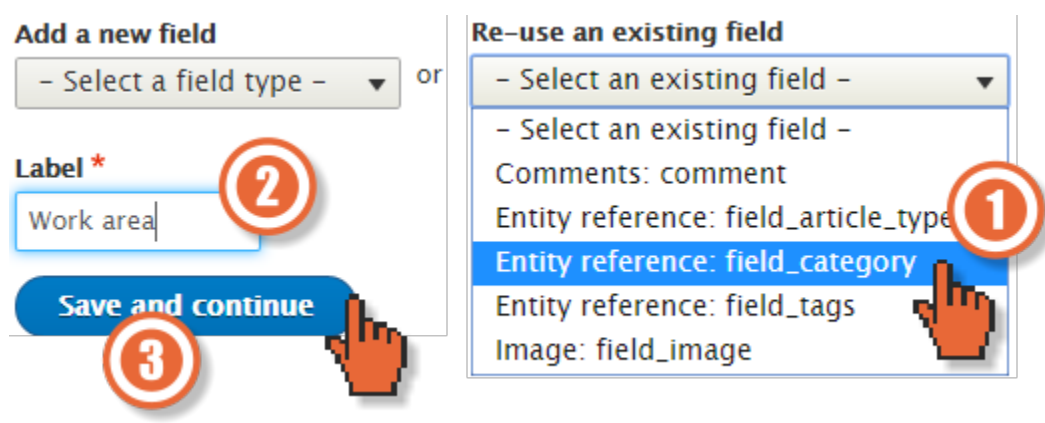 Add a new field
– Select a field type –
or
Label *
Work area
2
Save and continue
3
Re-use an existing field
– Select an existing field –
– Select an existing field –
Comments: comment
Entity reference: field_article_type
1
Entity reference: field_category
Entity reference: field_tags
Image: field_image